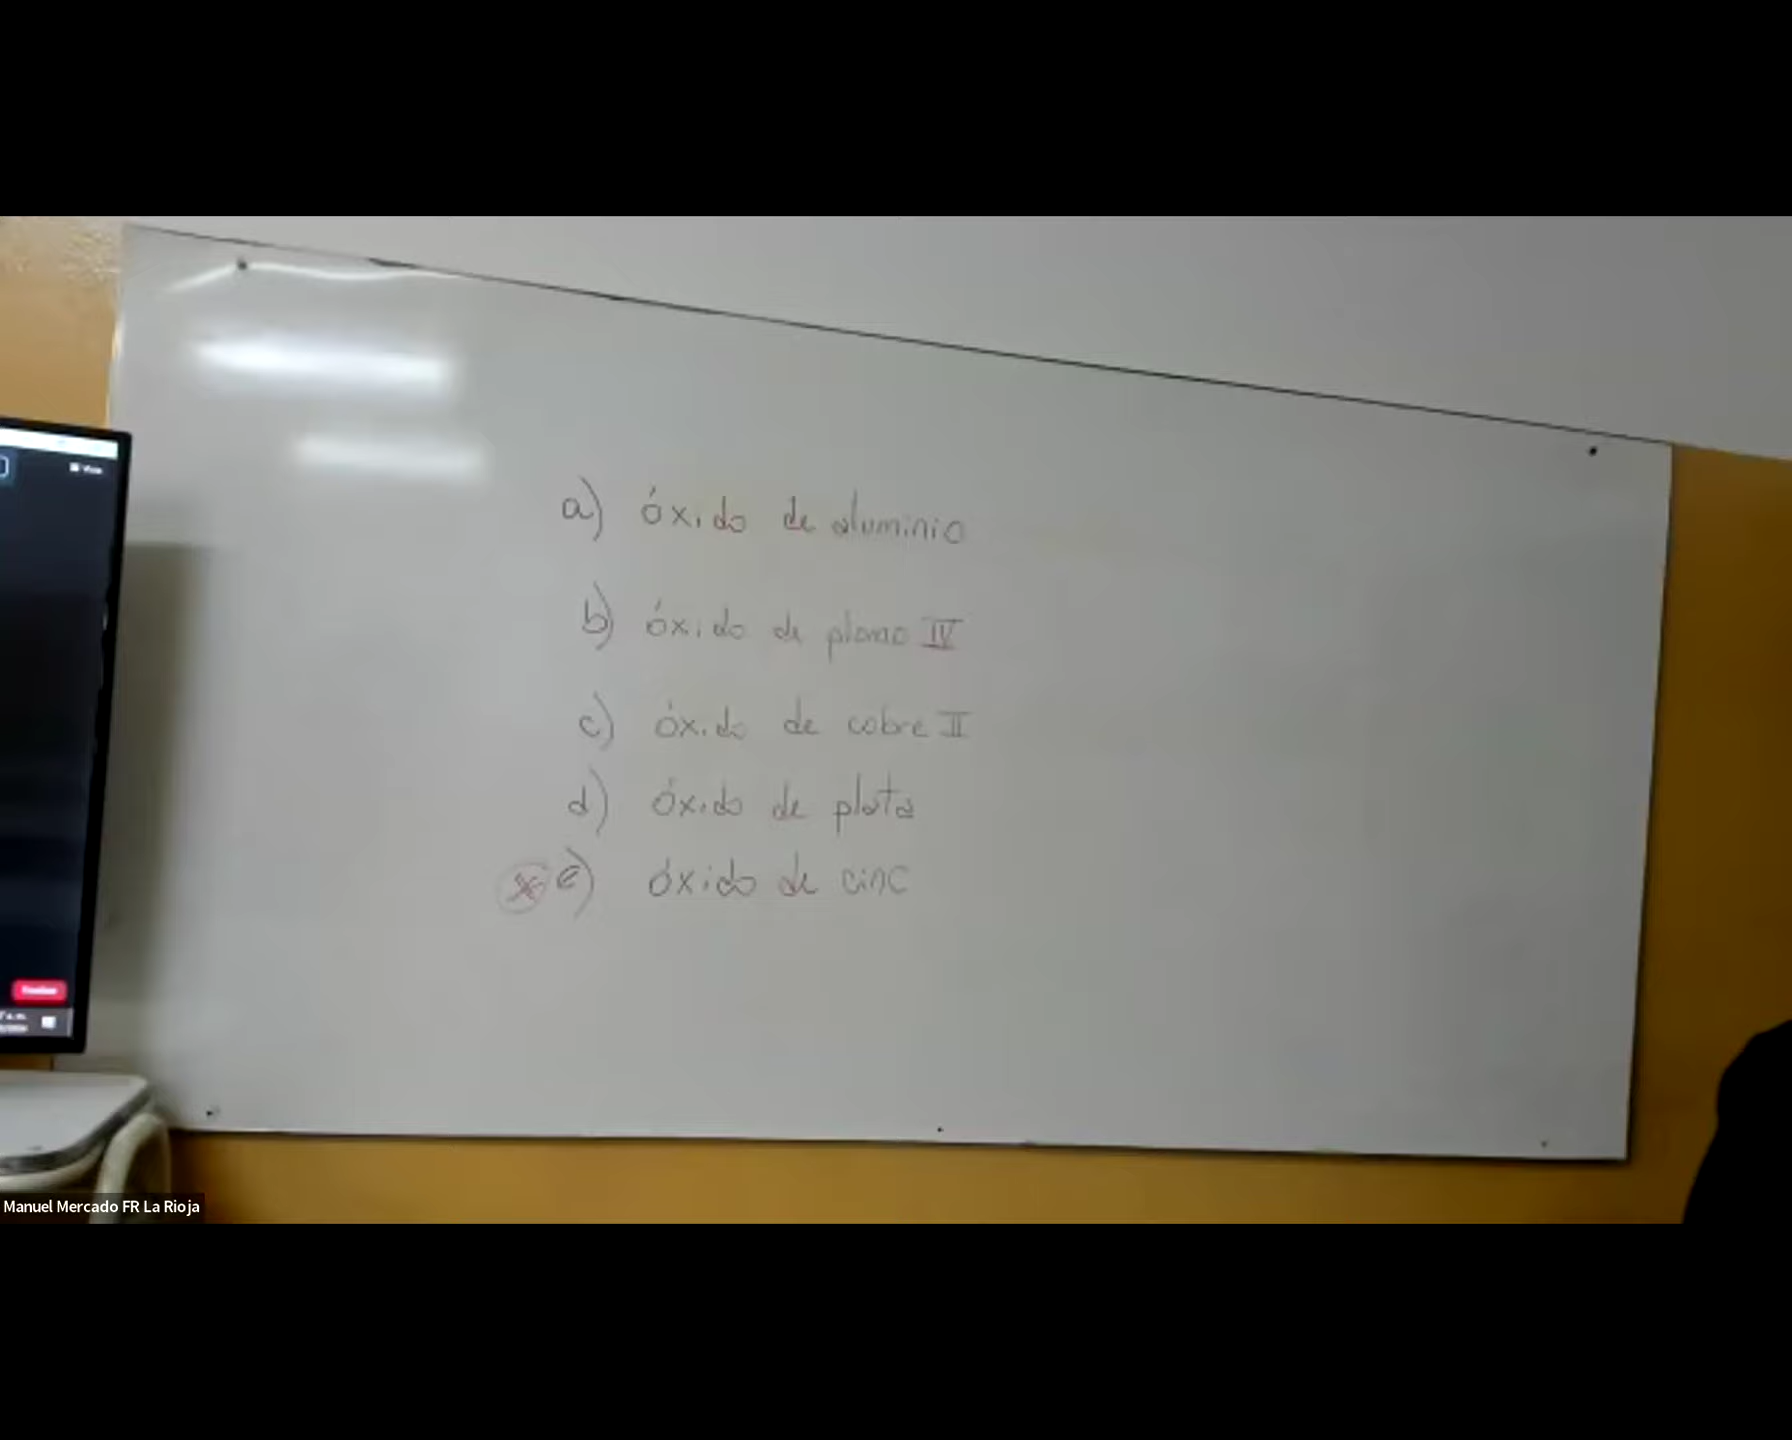 a) óxido de aluminio
b) óxido de plomo IV
c) óxido de cobre II
d) óxido de plata
e) óxido de cinc
Manuel Mercado FR La Rioja